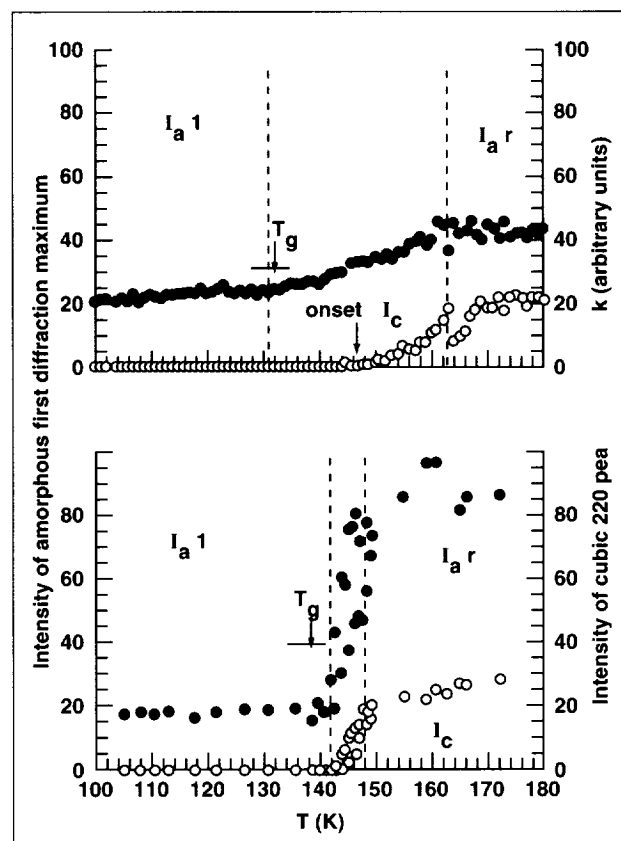 Intensity of amorphous first diffraction maximum
100
80
60
40
20
0
I_a 1
I_a r
T_g
onset
I_c
100
80
60
40
20
0
k (arbitrary units)
80
60
40
20
0
I_a 1
I_a r
T_g
I_c
100
80
60
40
20
0
Intensity of cubic 220 pea
100 110 120 130 140 150 160 170 180
T (K)